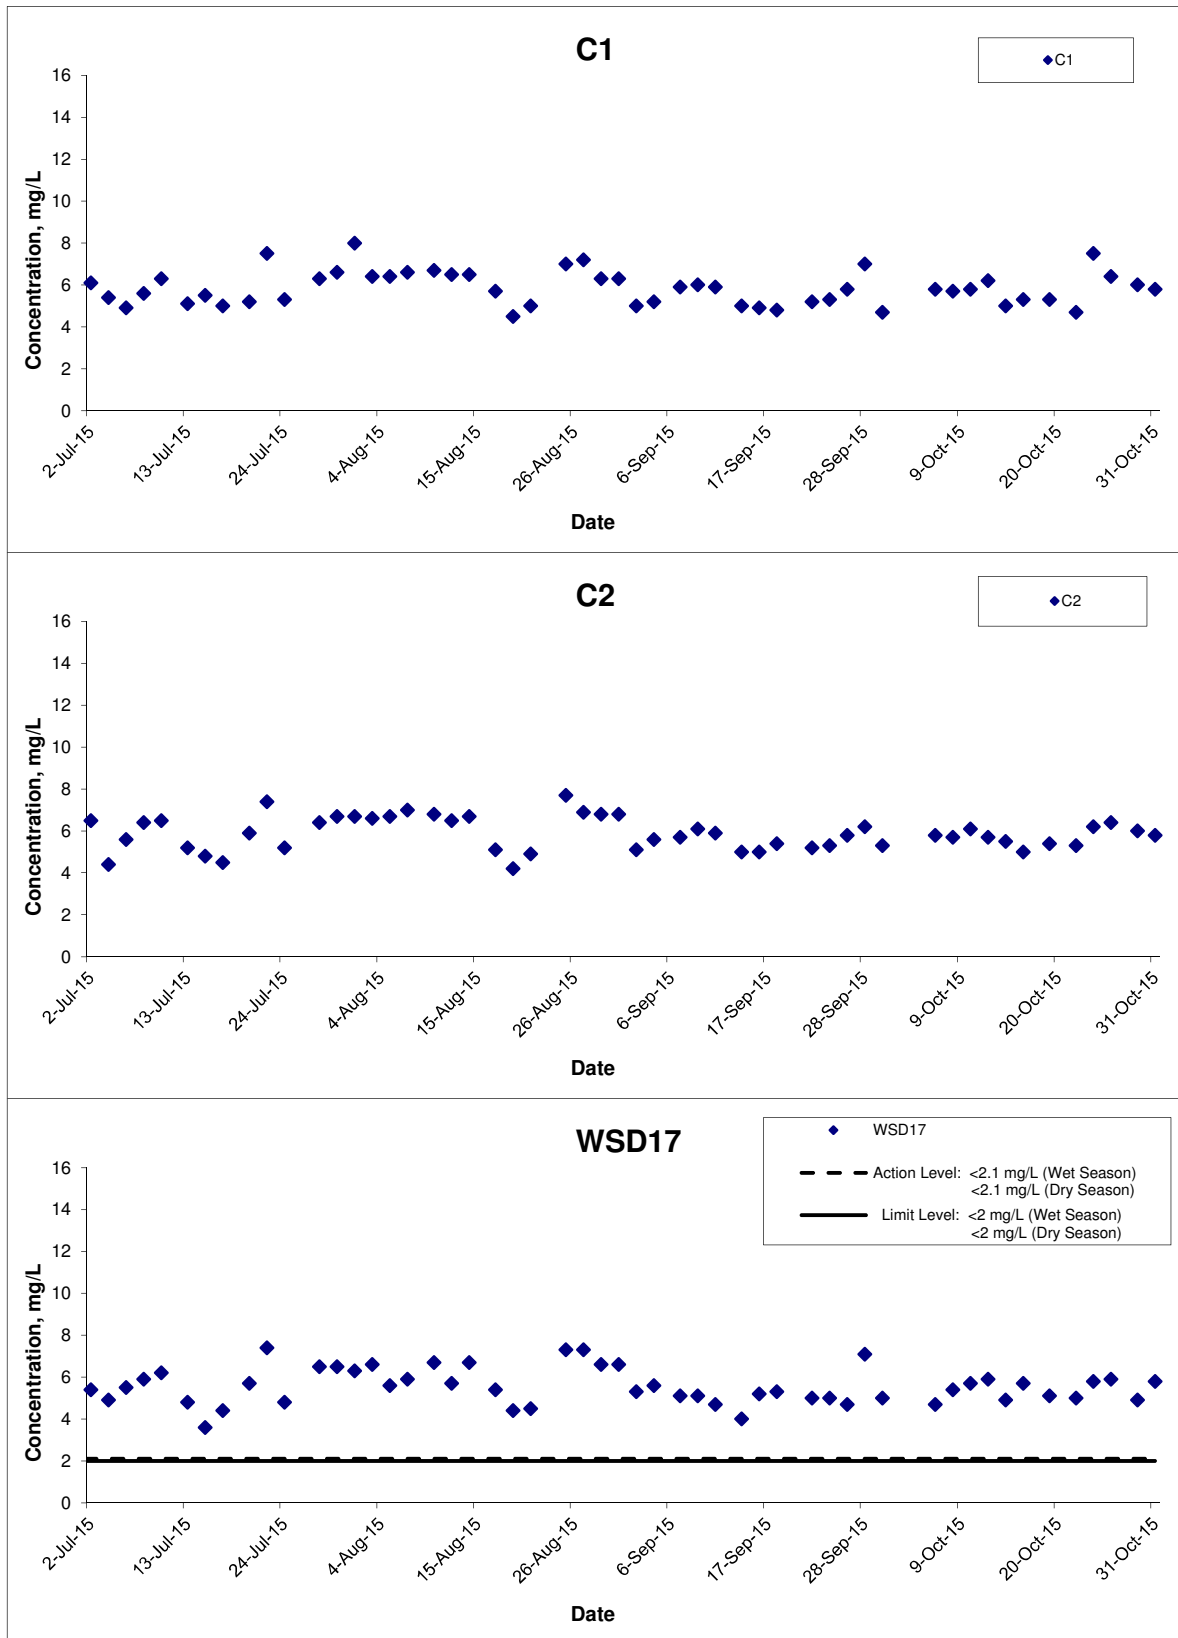 C1
C1
16
14
12
10
8
6
4
2
0
Concentration, mg/L
2-Jul-15
13-Jul-15
24-Jul-15
4-Aug-15
15-Aug-15
26-Aug-15
6-Sep-15
17-Sep-15
28-Sep-15
9-Oct-15
20-Oct-15
31-Oct-15
Date
C2
C2
16
14
12
10
8
6
4
2
0
Concentration, mg/L
2-Jul-15
13-Jul-15
24-Jul-15
4-Aug-15
15-Aug-15
26-Aug-15
6-Sep-15
17-Sep-15
28-Sep-15
9-Oct-15
20-Oct-15
31-Oct-15
Date
WSD17
WSD17
Action Level: <2.1 mg/L (Wet Season)
<2.1 mg/L (Dry Season)
Limit Level: <2 mg/L (Wet Season)
<2 mg/L (Dry Season)
16
14
12
10
8
6
4
2
0
Concentration, mg/L
2-Jul-15
13-Jul-15
24-Jul-15
4-Aug-15
15-Aug-15
26-Aug-15
6-Sep-15
17-Sep-15
28-Sep-15
9-Oct-15
20-Oct-15
31-Oct-15
Date